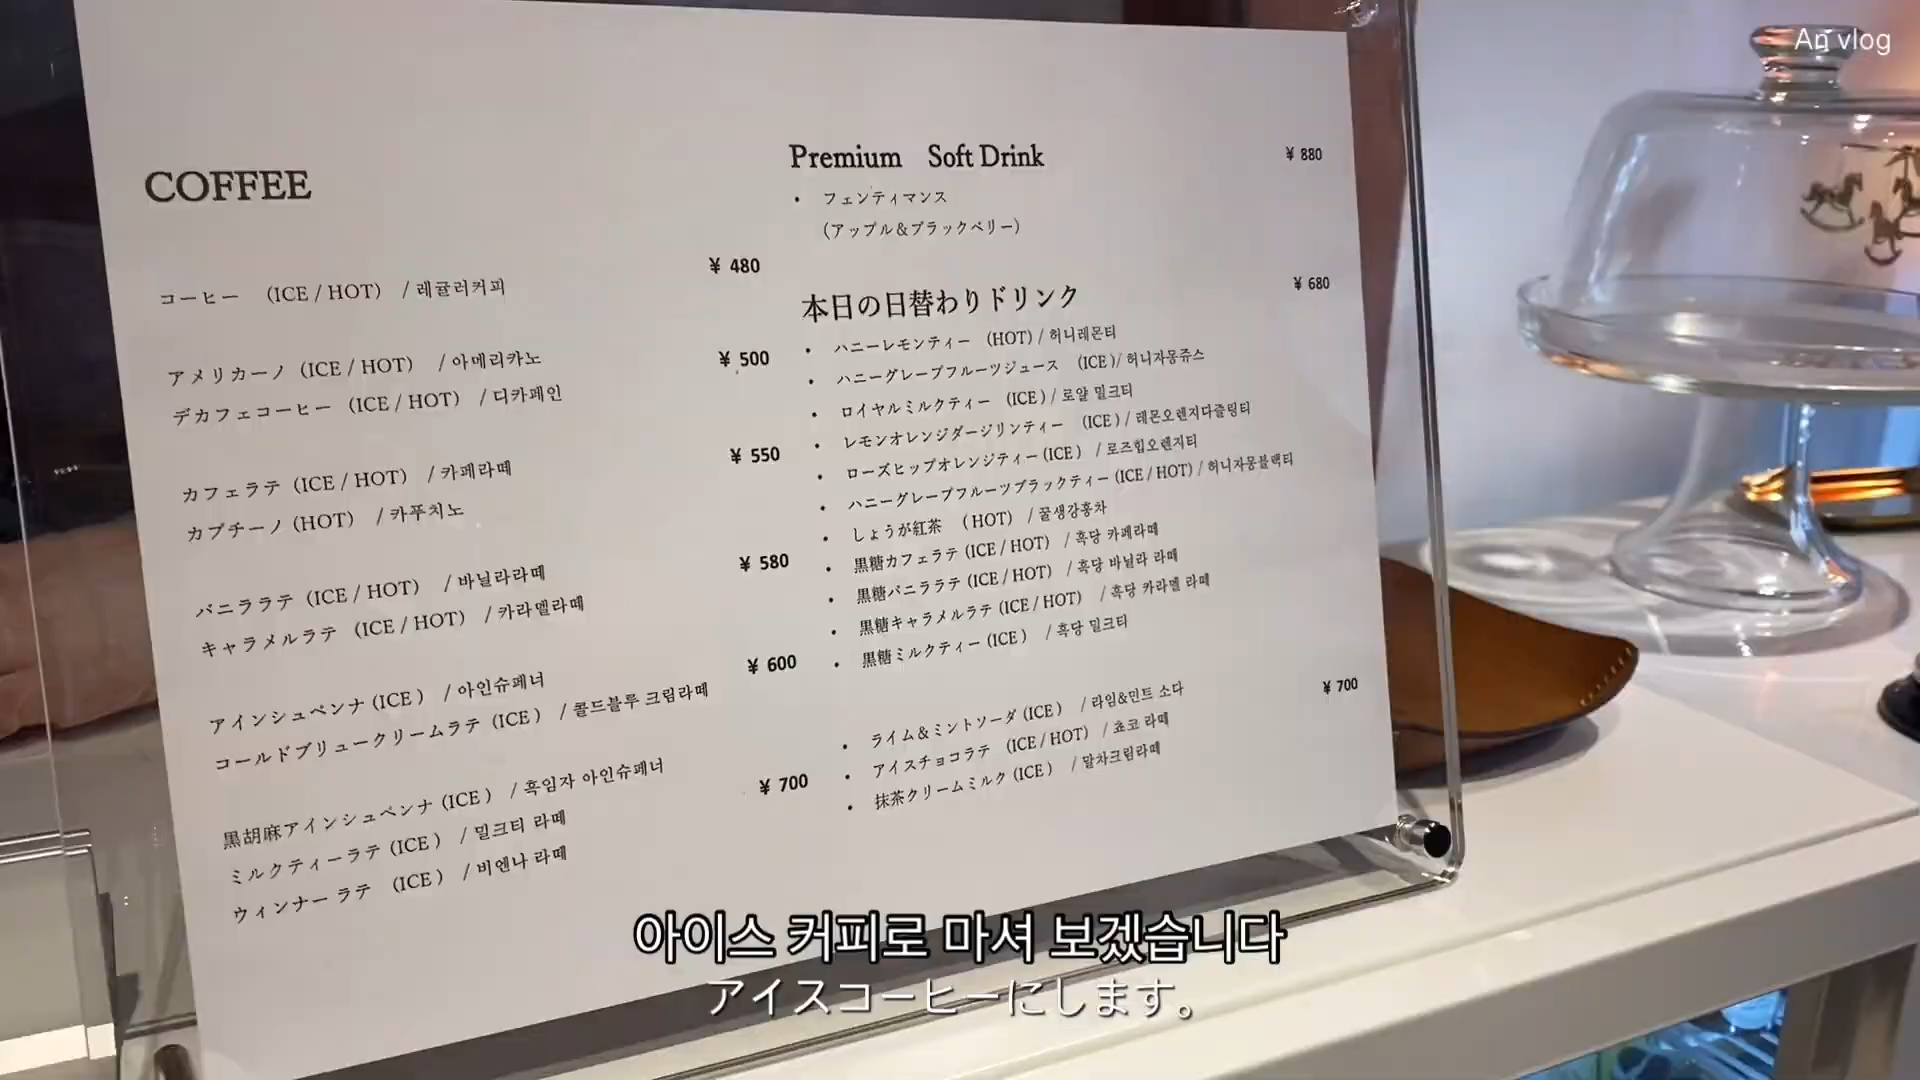 An vlog
COFFEE
¥ 480
コーヒー （ICE / HOT） / 레귤러커피
¥ 500
アメリカーノ（ICE / HOT） / 아메리카노
デカフェコーヒー （ICE / HOT） / 디카페인
¥ 550
カフェラテ（ICE / HOT） / 카페라떼
カプチーノ（HOT） / 카푸치노
¥ 580
バニララテ（ICE / HOT） / 바닐라라떼
キャラメルラテ （ICE / HOT） / 카라멜라떼
¥ 600
アインシュペンナ（ICE ） / 아인슈페너
コールドブリュークリームラテ（ICE ） / 콜드블루 크림라떼
¥ 700
黒胡麻アインシュペンナ（ICE ） / 흑임자 아인슈페너
ミルクティーラテ（ICE ） / 밀크티 라떼
ウィンナー ラテ （ICE ） / 비엔나 라떼
Premium Soft Drink ¥ 880
• フェンティマンス
（アップル＆ブラックベリー）
本日の日替わりドリンク ¥ 680
• ハニーレモンティー （HOT）/ 허니레몬티
• ハニーグレープフルーツジュース （ICE ）/ 허니자몽쥬스
• ロイヤルミルクティー （ICE ）/ 로얄 밀크티
• レモンオレンジダージリンティー （ICE ）/ 레몬오렌지다즐링티
• ローズヒップオレンジティー（ICE ） / 로즈힙오렌지티
• ハニーグレープフルーツブラックティー（ICE / HOT）/ 허니자몽블랙티
• しょうが紅茶 （ HOT） / 꿀생강홍차
• 黒糖カフェラテ（ICE / HOT） / 흑당 카페라떼
• 黒糖バニララテ（ICE / HOT） / 흑당 바닐라 라떼
• 黒糖キャラメルラテ（ICE / HOT） / 흑당 카라멜 라떼
• 黒糖ミルクティー（ICE ） / 흑당 밀크티
¥ 700
• ライム＆ミントソーダ（ICE ） / 라임&민트 소다
• アイスチョコラテ （ICE / HOT） / 쵸코 라떼
• 抹茶クリームミルク（ICE ） / 말차크림라떼
아이스 커피로 마셔 보겠습니다
アイスコーヒーにします。